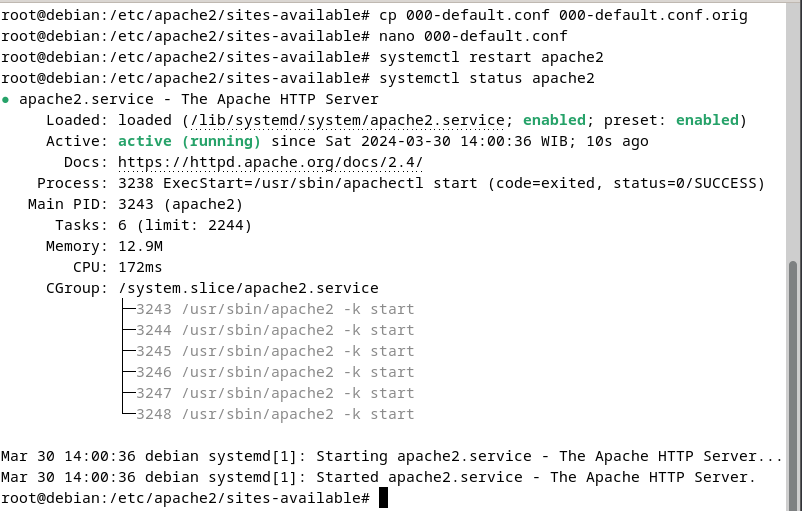 root@debian:/etc/apache2/sites-available# cp 000-default.conf 000-default.conf.orig
root@debian:/etc/apache2/sites-available# nano 000-default.conf
root@debian:/etc/apache2/sites-available# systemctl restart apache2
root@debian:/etc/apache2/sites-available# systemctl status apache2
● apache2.service - The Apache HTTP Server
     Loaded: loaded (/lib/systemd/system/apache2.service; enabled; preset: enabled)
     Active: active (running) since Sat 2024-03-30 14:00:36 WIB; 10s ago
       Docs: https://httpd.apache.org/docs/2.4/
    Process: 3238 ExecStart=/usr/sbin/apachectl start (code=exited, status=0/SUCCESS)
   Main PID: 3243 (apache2)
      Tasks: 6 (limit: 2244)
     Memory: 12.9M
        CPU: 172ms
     CGroup: /system.slice/apache2.service
             ├─3243 /usr/sbin/apache2 -k start
             ├─3244 /usr/sbin/apache2 -k start
             ├─3245 /usr/sbin/apache2 -k start
             ├─3246 /usr/sbin/apache2 -k start
             ├─3247 /usr/sbin/apache2 -k start
             └─3248 /usr/sbin/apache2 -k start

Mar 30 14:00:36 debian systemd[1]: Starting apache2.service - The Apache HTTP Server...
Mar 30 14:00:36 debian systemd[1]: Started apache2.service - The Apache HTTP Server.
root@debian:/etc/apache2/sites-available#